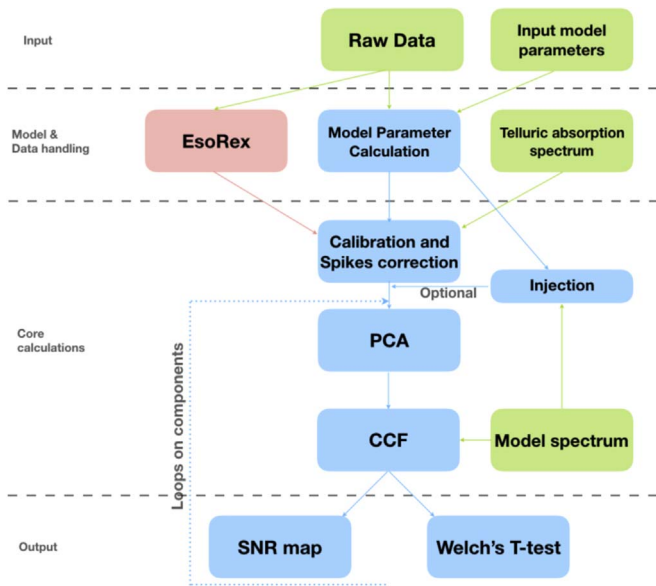 Input
Raw Data
Input model
parameters
Model &
Data handling
EsoRex
Model Parameter
Calculation
Telluric absorption
spectrum
Calibration and
Spikes correction
Optional
Injection
Core
calculations
Loops on components
PCA
CCF
Model spectrum
Output
SNR map
Welch's T-test